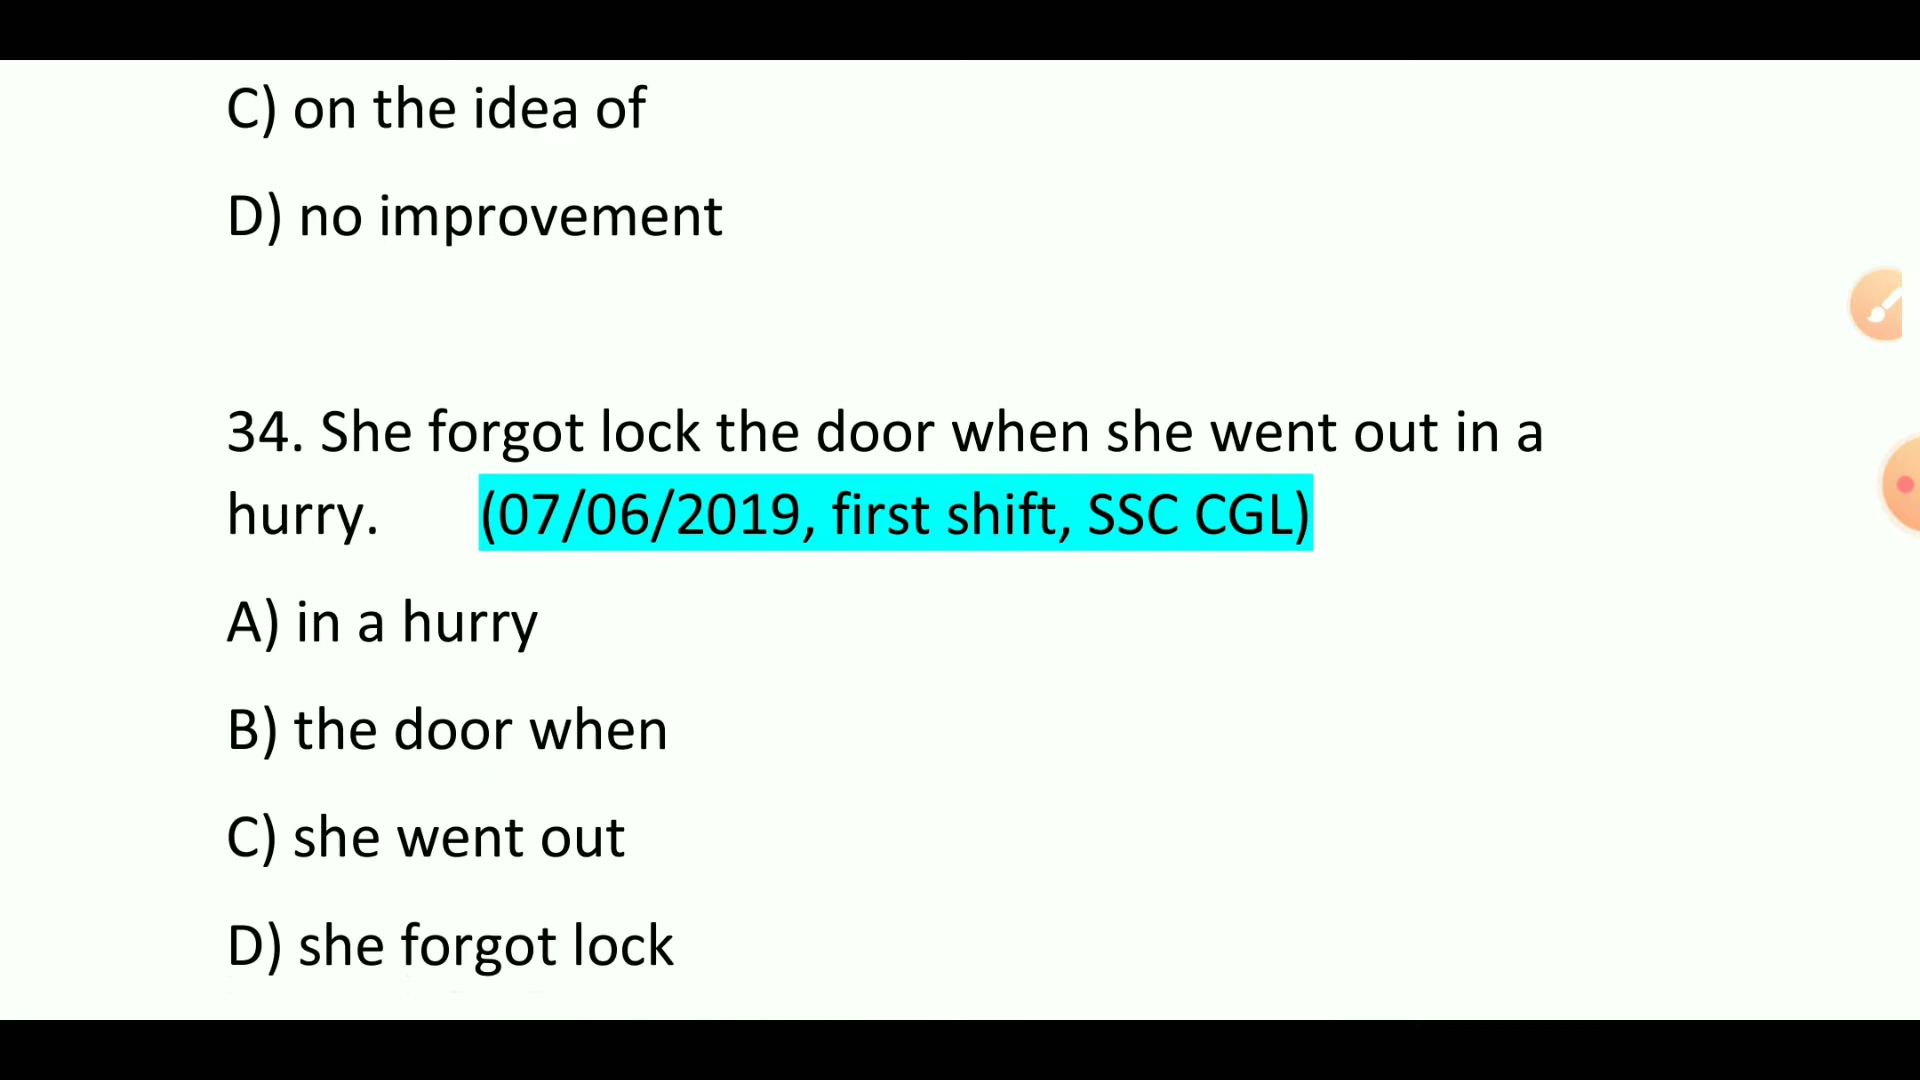 C) on the idea of
D) no improvement
34. She forgot lock the door when she went out in a
hurry. (07/06/2019, first shift, SSC CGL)
A) in a hurry
B) the door when
C) she went out
D) she forgot lock